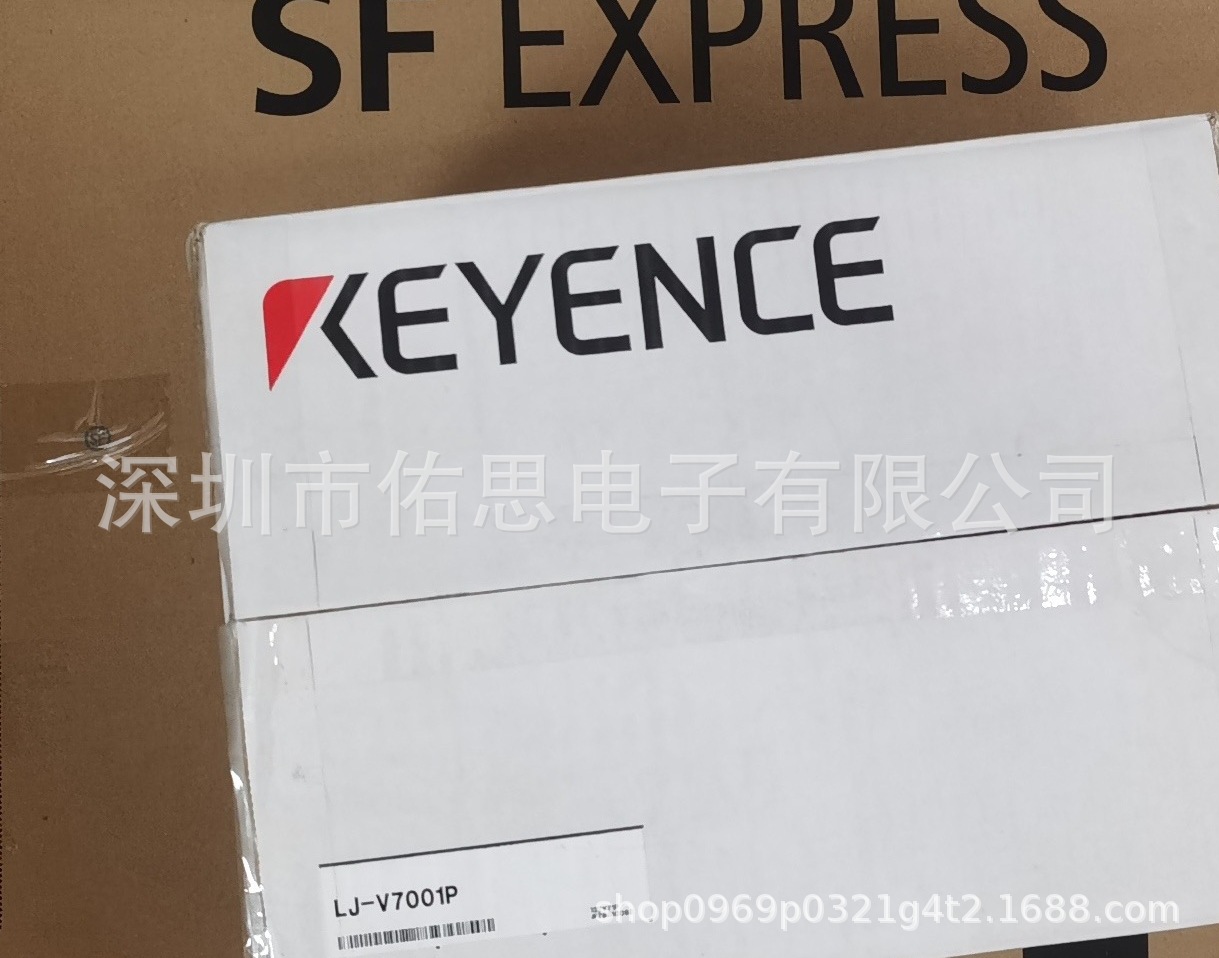 SF EXPRESS
KEYENCE
SF
深圳市佑思电子有限公司
LJ-V7001P
shop0969p0321g4t2.1688.com